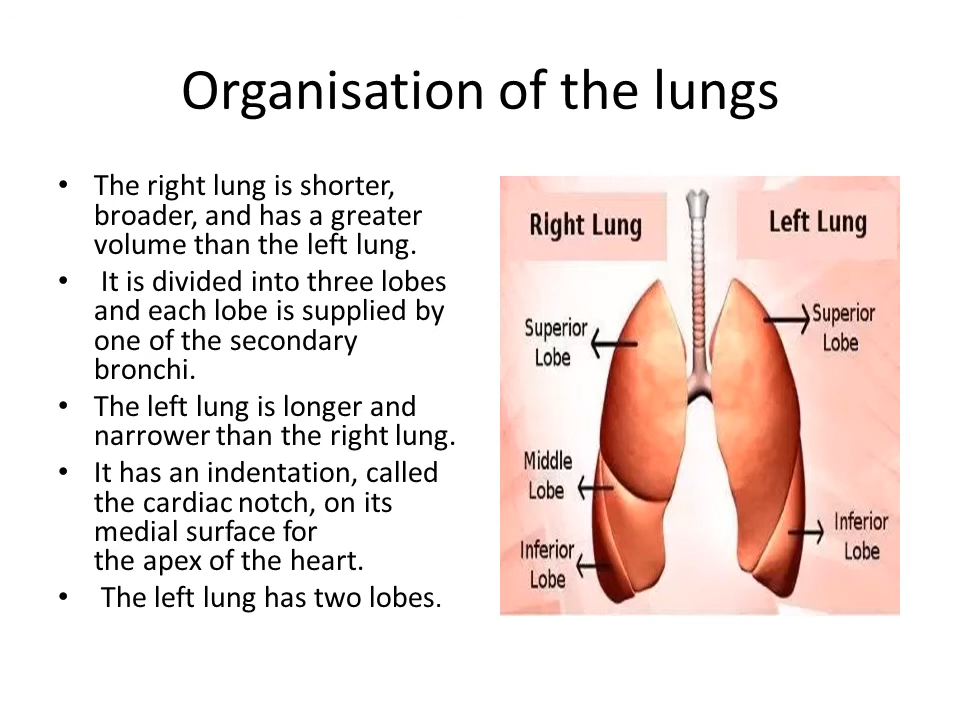 Organisation of the lungs
• The right lung is shorter,
broader, and has a greater
volume than the left lung.
• It is divided into three lobes
and each lobe is supplied by
one of the secondary
bronchi.
• The left lung is longer and
narrower than the right lung.
• It has an indentation, called
the cardiac notch, on its
medial surface for
the apex of the heart.
• The left lung has two lobes.
Right Lung
Left Lung
Superior
Lobe
Superior
Lobe
Middle
Lobe
Inferior
Lobe
Inferior
Lobe